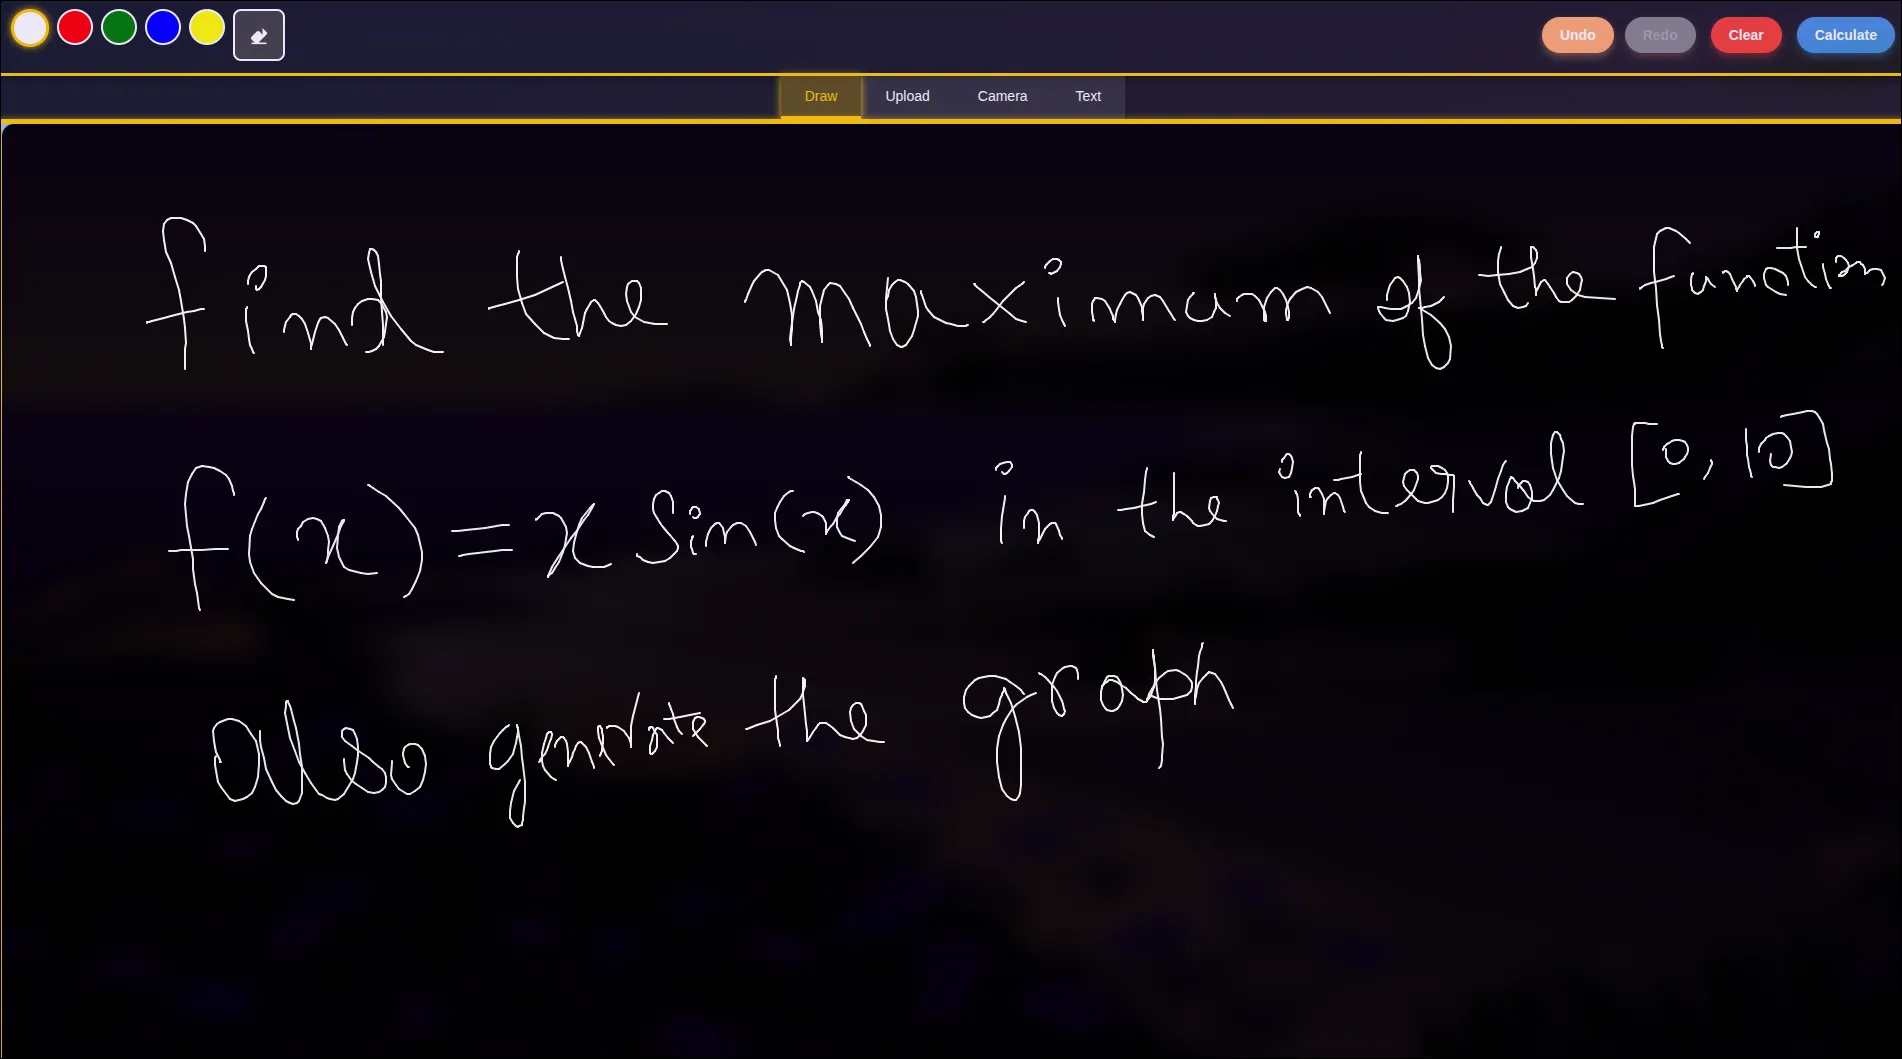 Undo Redo Clear Calculate
Draw Upload Camera Text
find the maximum of the function
f(x) = x Sin(x) in the interval [0, 10]
also generate the graph